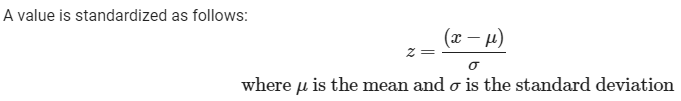 A value is standardized as follows:
z = (x − μ) / σ
where μ is the mean and σ is the standard deviation